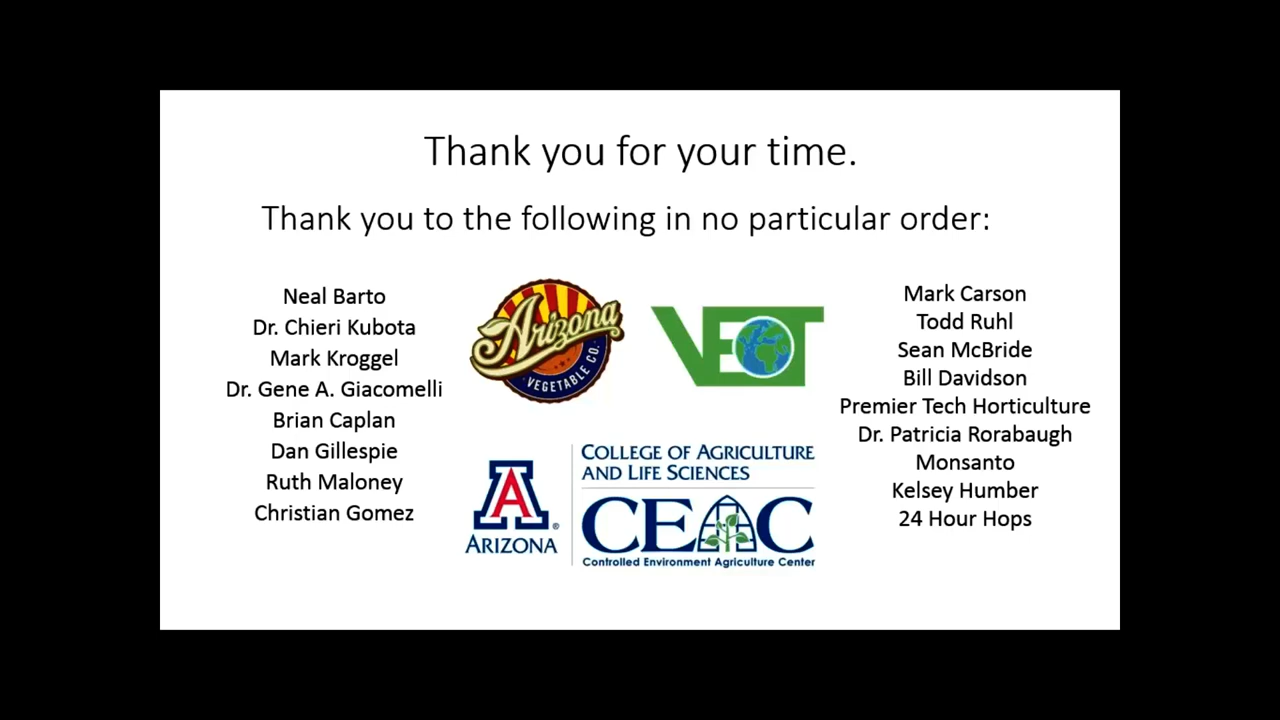 Thank you for your time.
Thank you to the following in no particular order:
Neal Barto
Dr. Chieri Kubota
Mark Kroggel
Dr. Gene A. Giacomelli
Brian Caplan
Dan Gillespie
Ruth Maloney
Christian Gomez
Arizona
VEGETABLE CO.
VEOT
COLLEGE OF AGRICULTURE
AND LIFE SCIENCES
A
ARIZONA
CEAC
Controlled Environment Agriculture Center
Mark Carson
Todd Ruhl
Sean McBride
Bill Davidson
Premier Tech Horticulture
Dr. Patricia Rorabaugh
Monsanto
Kelsey Humber
24 Hour Hops